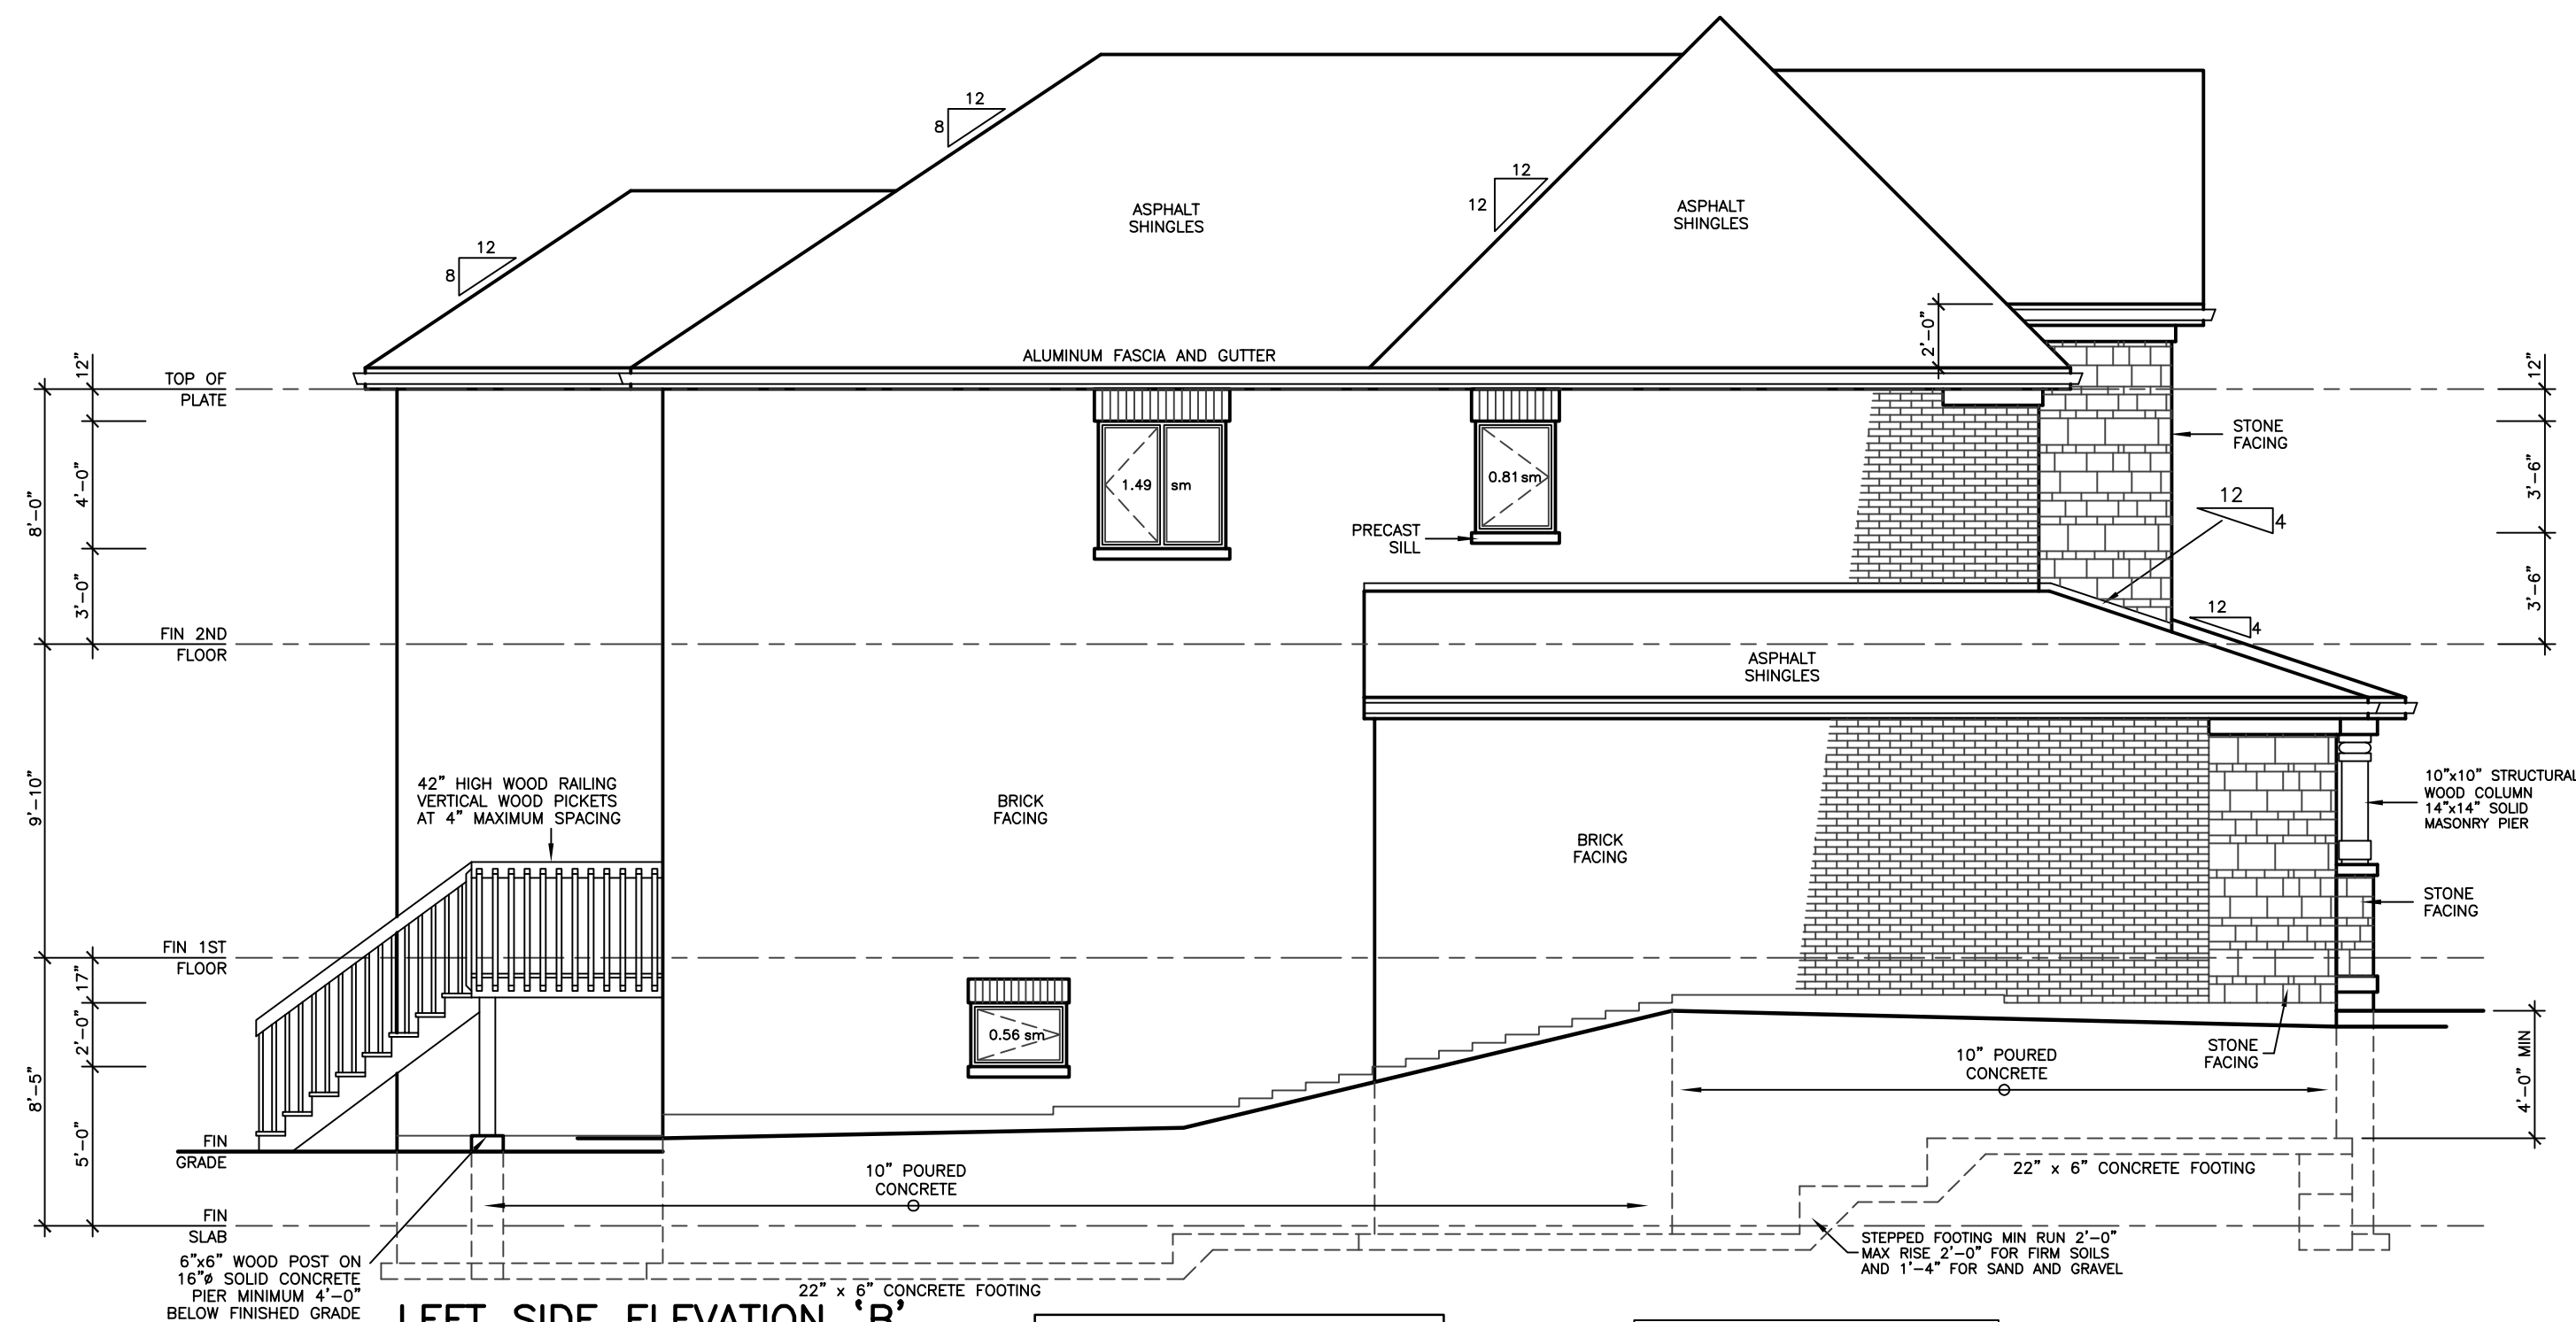 12
8
12
8
12
12
ASPHALT
SHINGLES
ASPHALT
SHINGLES
2'-0"
ALUMINUM FASCIA AND GUTTER
12"
TOP OF
PLATE
12"
STONE
FACING
8'-0"
4'-0"
1.49 sm
0.81 sm
3'-6"
PRECAST
SILL
12
4
3'-0"
3'-6"
12
4
FIN 2ND
FLOOR
ASPHALT
SHINGLES
9'-10"
42" HIGH WOOD RAILING
VERTICAL WOOD PICKETS
AT 4" MAXIMUM SPACING
BRICK
FACING
BRICK
FACING
10"x10" STRUCTURAL
WOOD COLUMN
14"x14" SOLID
MASONRY PIER
STONE
FACING
FIN 1ST
FLOOR
17"
2'-0"
8'-5"
5'-0"
0.56 sm
10" POURED
CONCRETE
STONE
FACING
4'-0" MIN
FIN
GRADE
10" POURED
CONCRETE
22" x 6" CONCRETE FOOTING
FIN
SLAB
STEPPED FOOTING MIN RUN 2'-0"
MAX RISE 2'-0" FOR FIRM SOILS
AND 1'-4" FOR SAND AND GRAVEL
6"x6" WOOD POST ON
16"ø SOLID CONCRETE
PIER MINIMUM 4'-0"
BELOW FINISHED GRADE
22" x 6" CONCRETE FOOTING
LEFT SIDE ELEVATION 'B'